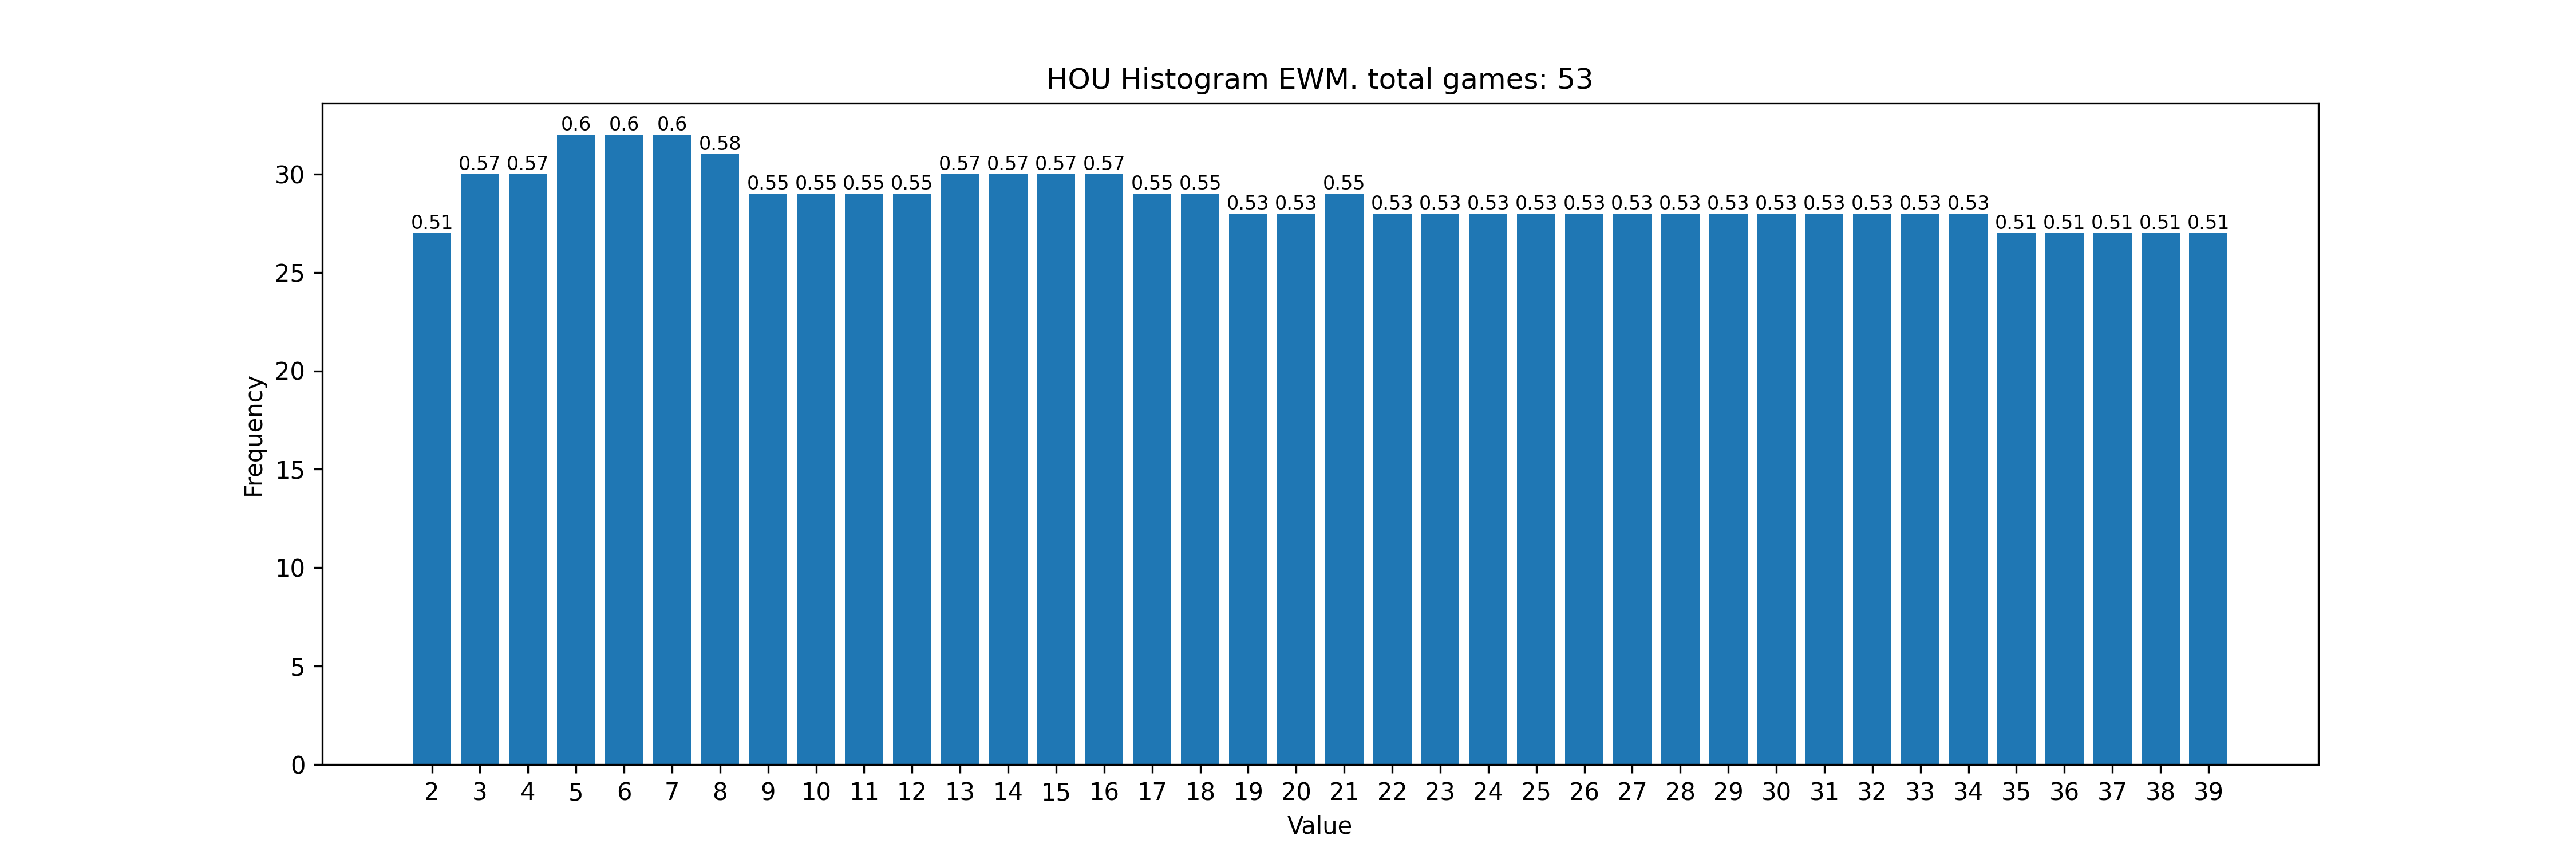 HOU Histogram EWM. total games: 53
0.51 0.57 0.57 0.6 0.6 0.6 0.58 0.55 0.55 0.55 0.55 0.57 0.57 0.57 0.57 0.55 0.55 0.53 0.53 0.55 0.53 0.53 0.53 0.53 0.53 0.53 0.53 0.53 0.53 0.53 0.53 0.53 0.53 0.51 0.51 0.51 0.51 0.51
30
25
20
15
10
5
0
Frequency
2 3 4 5 6 7 8 9 10 11 12 13 14 15 16 17 18 19 20 21 22 23 24 25 26 27 28 29 30 31 32 33 34 35 36 37 38 39
Value